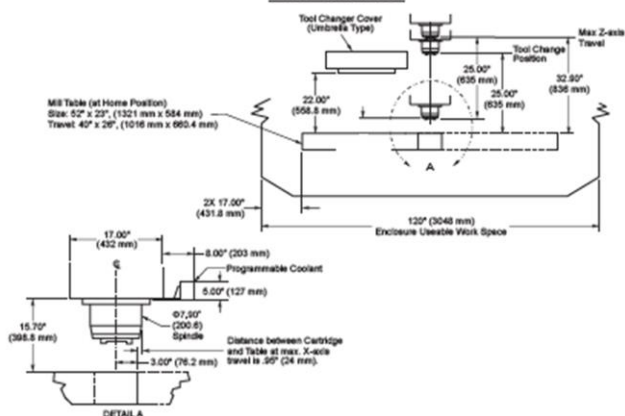 Tool Changer Cover
(Umbrella Type)
Max Z-axis
Travel
Tool Change
Position
25.00"
(635 mm)
32.90"
(836 mm)
25.00"
(635 mm)
22.00"
(558.8 mm)
Mill Table (at Home Position)
Size: 52" x 23", (1321 mm x 584 mm)
Travel: 40" x 26", (1016 mm x 660.4 mm)
A
2X 17.00"
(431.8 mm)
120" (3048 mm)
Enclosure Useable Work Space
17.00"
(432 mm)
8.00" (203 mm)
Programmable Coolant
5.00" (127 mm)
Φ7.90"
(200.6)
Spindle
15.70"
(398.8 mm)
Distance between Cartridge
and Table at max. X-axis
travel is .95" (24 mm).
3.00" (76.2 mm)
DETAIL A